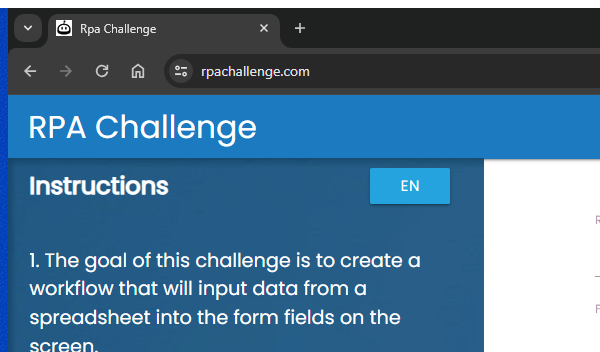 Rpa Challenge
rpachallenge.com
RPA Challenge
Instructions
EN
1. The goal of this challenge is to create a
workflow that will input data from a
spreadsheet into the form fields on the
screen.